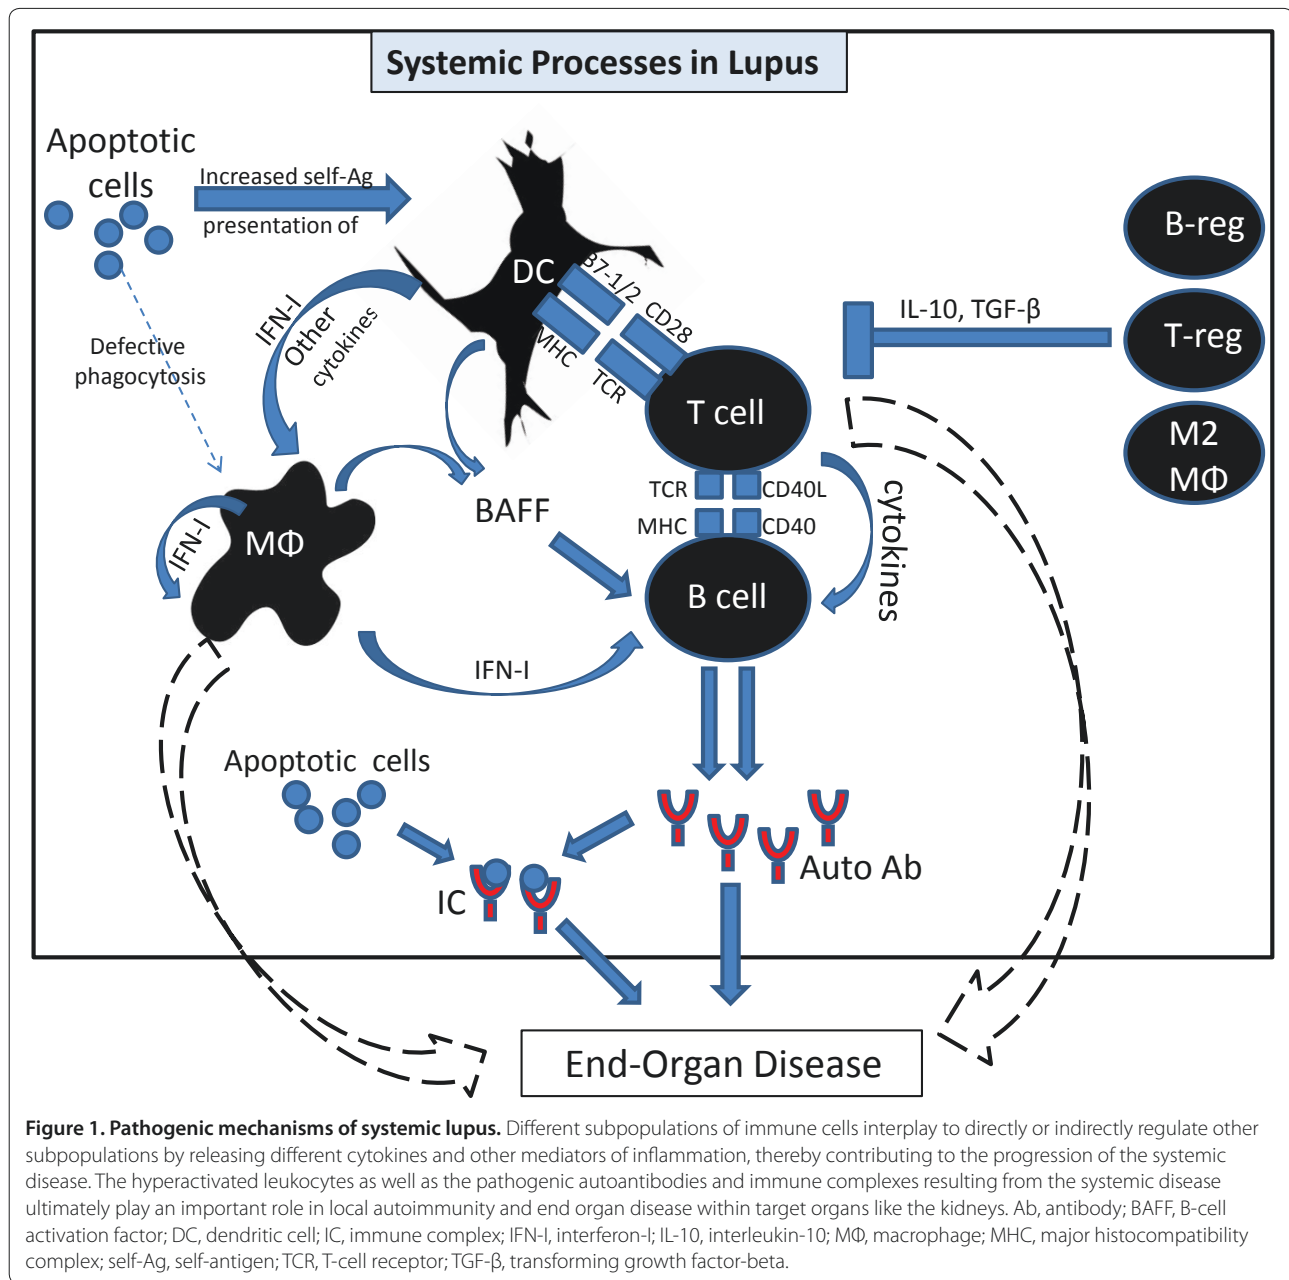 Systemic Processes in Lupus
Apoptotic
cells
Increased self-Ag
presentation of
DC
B7-1/2
CD28
MHC
TCR
IFN-I
Other
cytokines
Defective
phagocytosis
B-reg
IL-10, TGF-β
T-reg
M2
MΦ
T cell
TCR
CD40L
MHC
CD40
cytokines
BAFF
MΦ
IFN-I
B cell
IFN-I
Apoptotic cells
Auto Ab
IC
End-Organ Disease
Figure 1. Pathogenic mechanisms of systemic lupus. Different subpopulations of immune cells interplay to directly or indirectly regulate other
subpopulations by releasing different cytokines and other mediators of inflammation, thereby contributing to the progression of the systemic
disease. The hyperactivated leukocytes as well as the pathogenic autoantibodies and immune complexes resulting from the systemic disease
ultimately play an important role in local autoimmunity and end organ disease within target organs like the kidneys. Ab, antibody; BAFF, B-cell
activation factor; DC, dendritic cell; IC, immune complex; IFN-I, interferon-I; IL-10, interleukin-10; MΦ, macrophage; MHC, major histocompatibility
complex; self-Ag, self-antigen; TCR, T-cell receptor; TGF-β, transforming growth factor-beta.